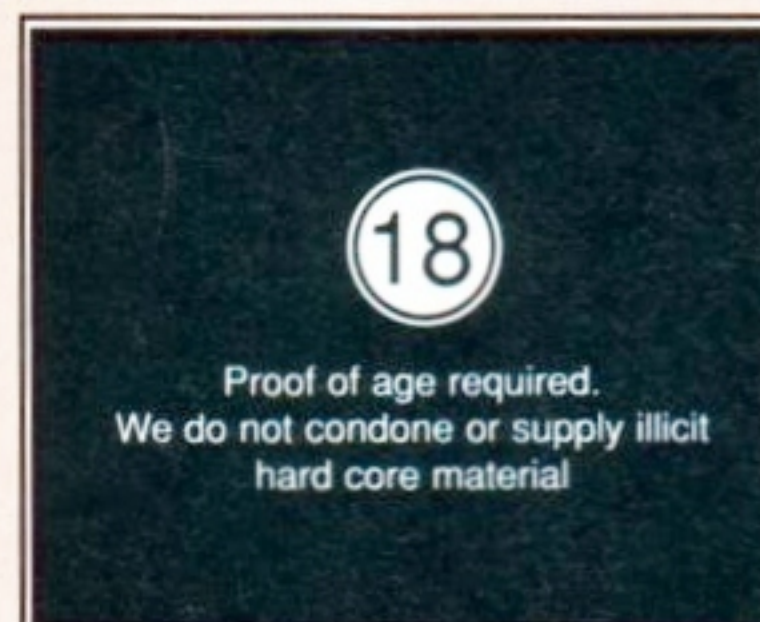 18
Proof of age required.
We do not condone or supply illicit
hard core material